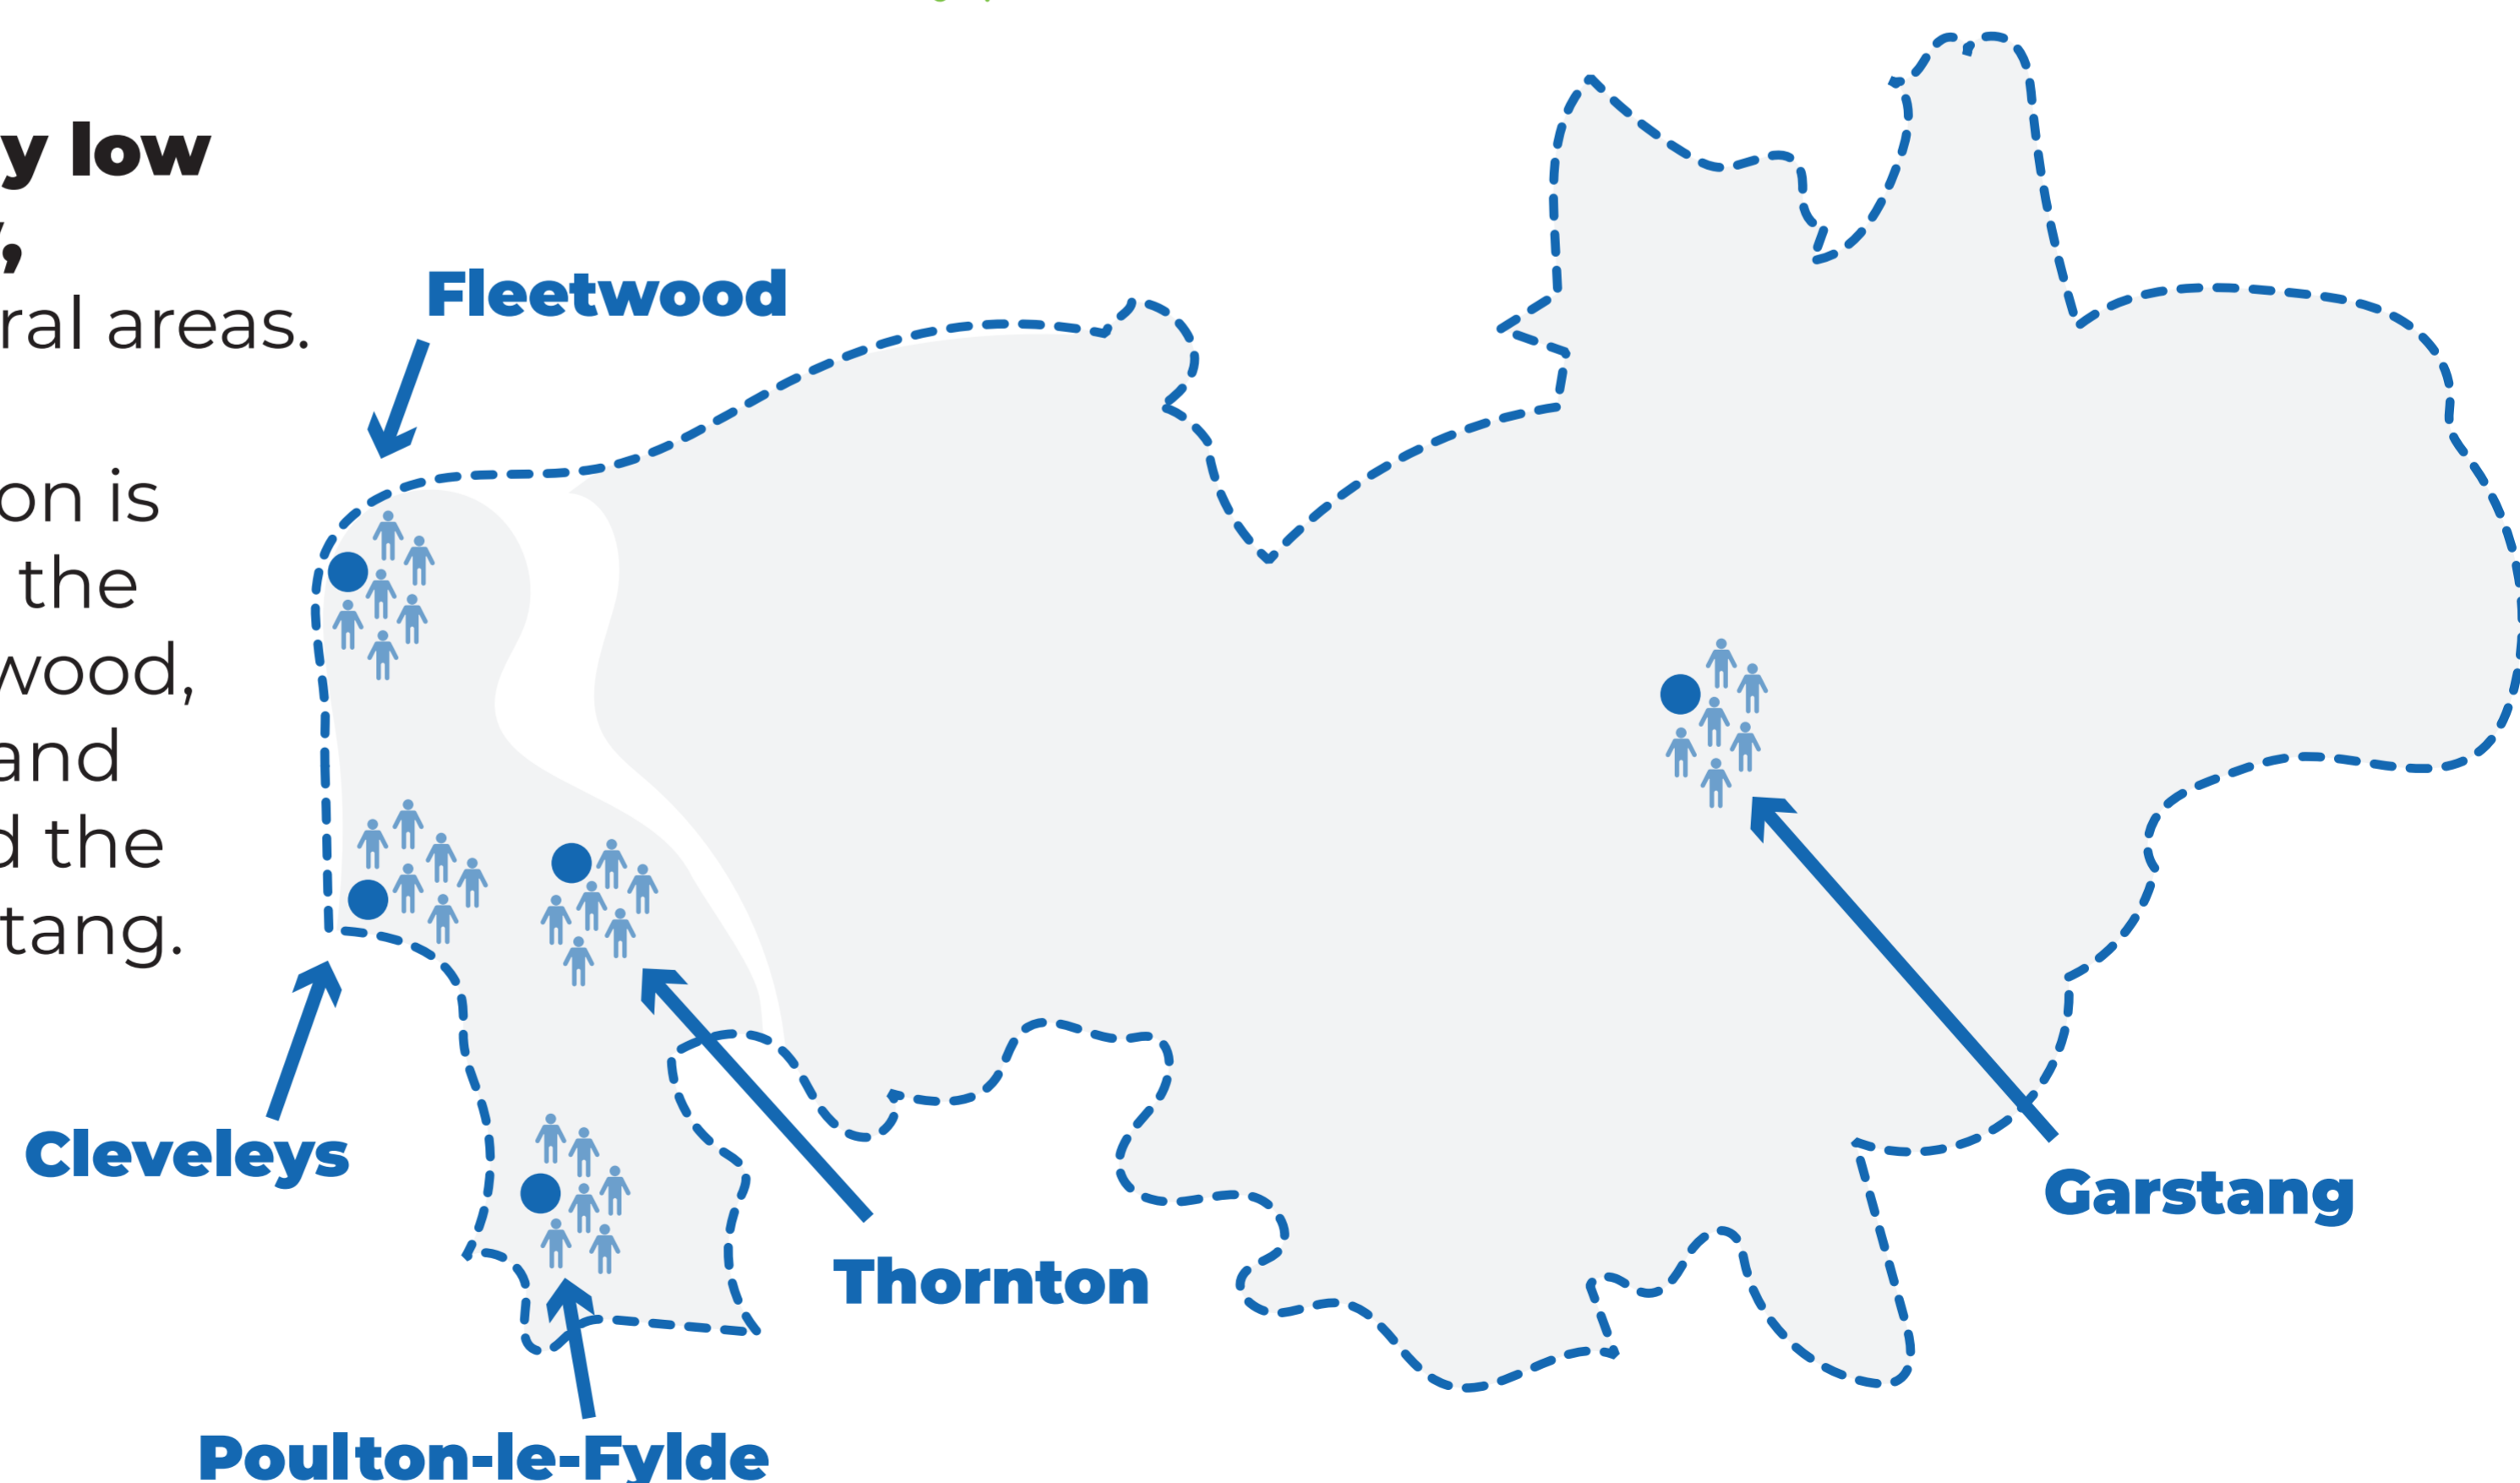 y low
,
ral areas.
on is
the
wood,
and
d the
tang.
Fleetwood
Cleveleys
Thornton
Garstang
Poulton-le-Fylde